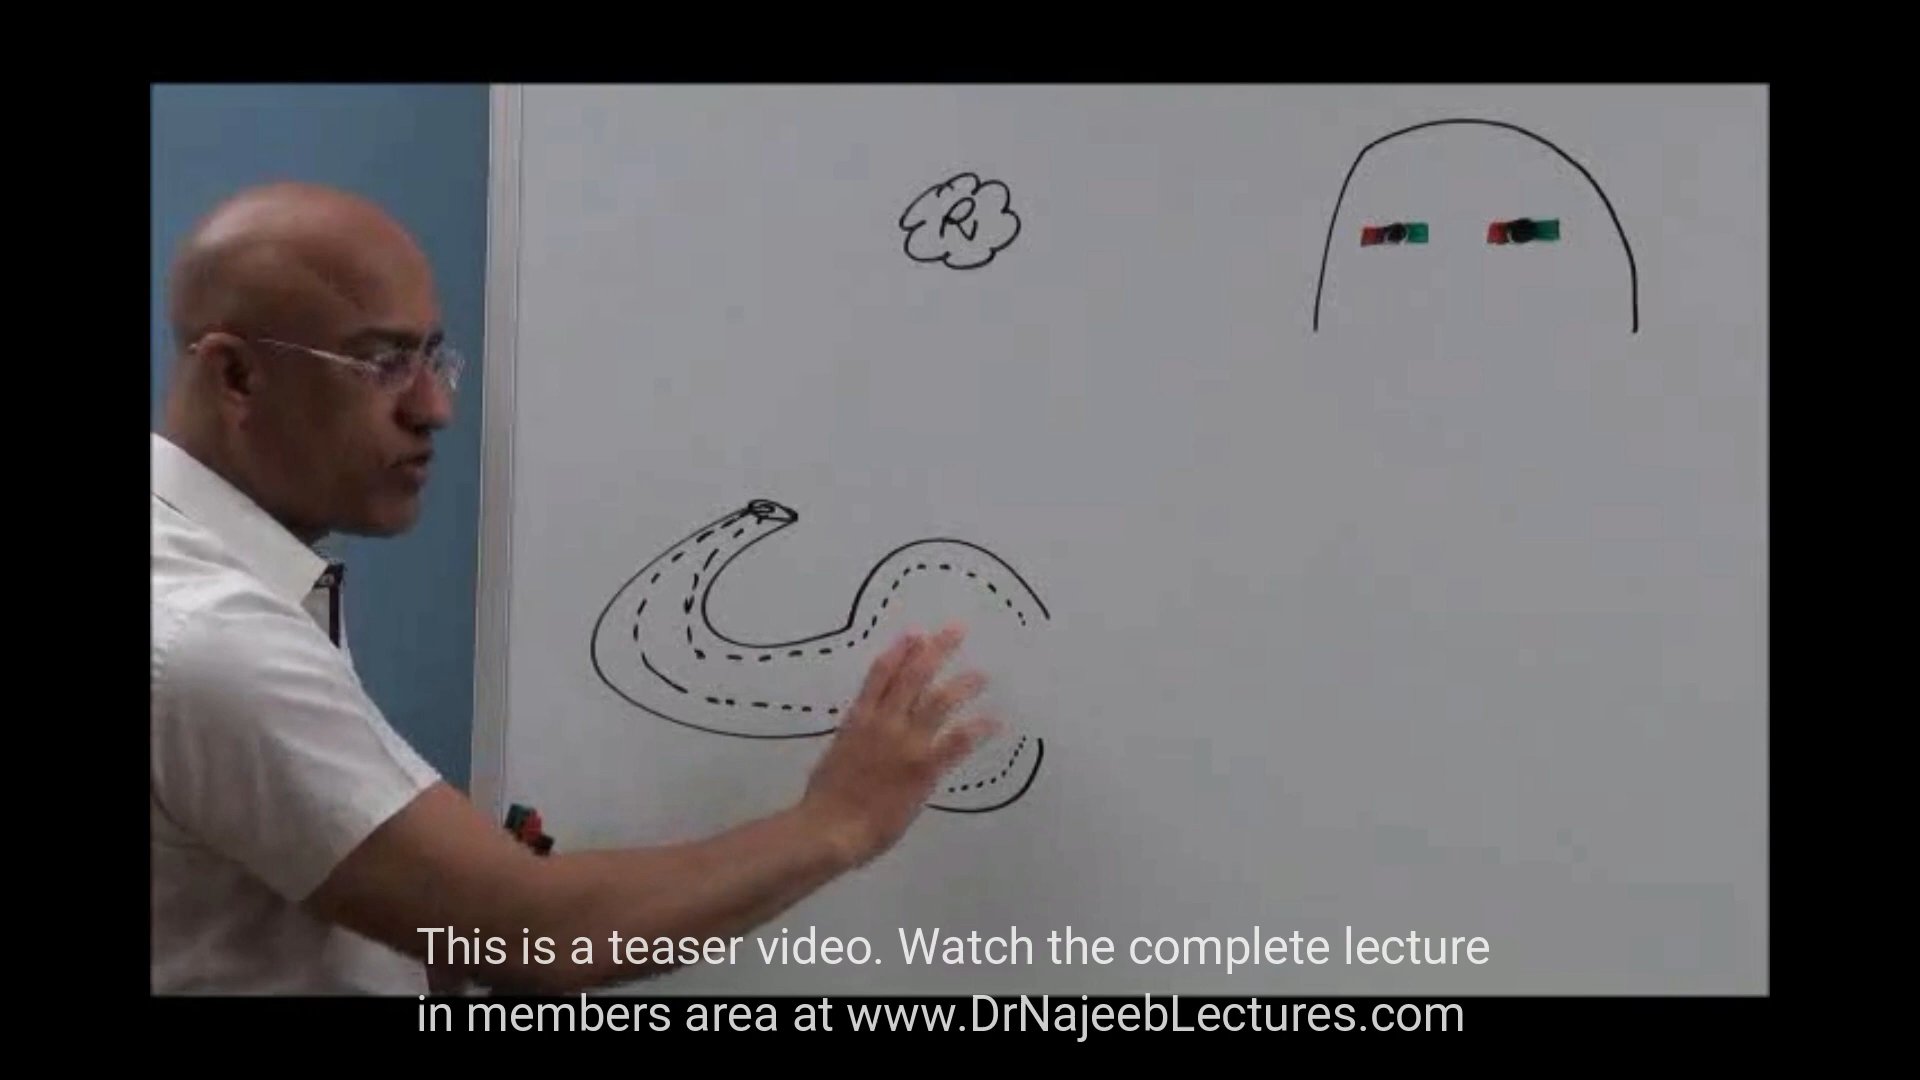 R
This is a teaser video. Watch the complete lecture
in members area at www.DrNajeebLectures.com